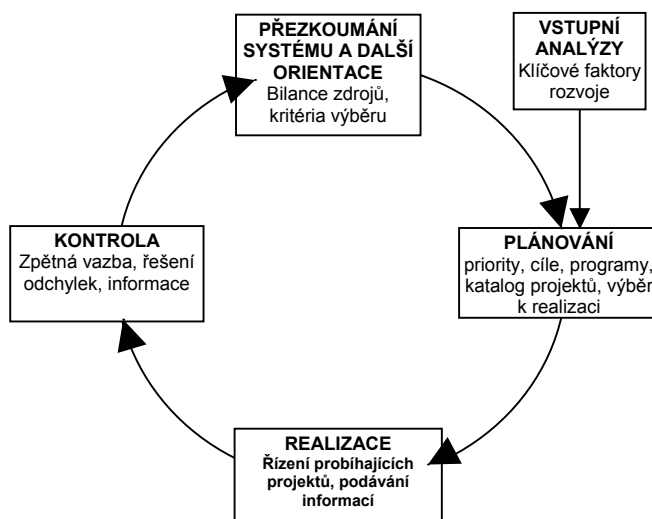 PŘEZKOUMÁNÍ
SYSTÉMU A DALŠÍ
ORIENTACE
Bilance zdrojů,
kritéria výběru
VSTUPNÍ
ANALÝZY
Klíčové faktory
rozvoje
KONTROLA
Zpětná vazba, řešení
odchylek, informace
PLÁNOVÁNÍ
priority, cíle, programy,
katalog projektů, výběr
k realizaci
REALIZACE
Řízení probíhajících
projektů, podávání
informací